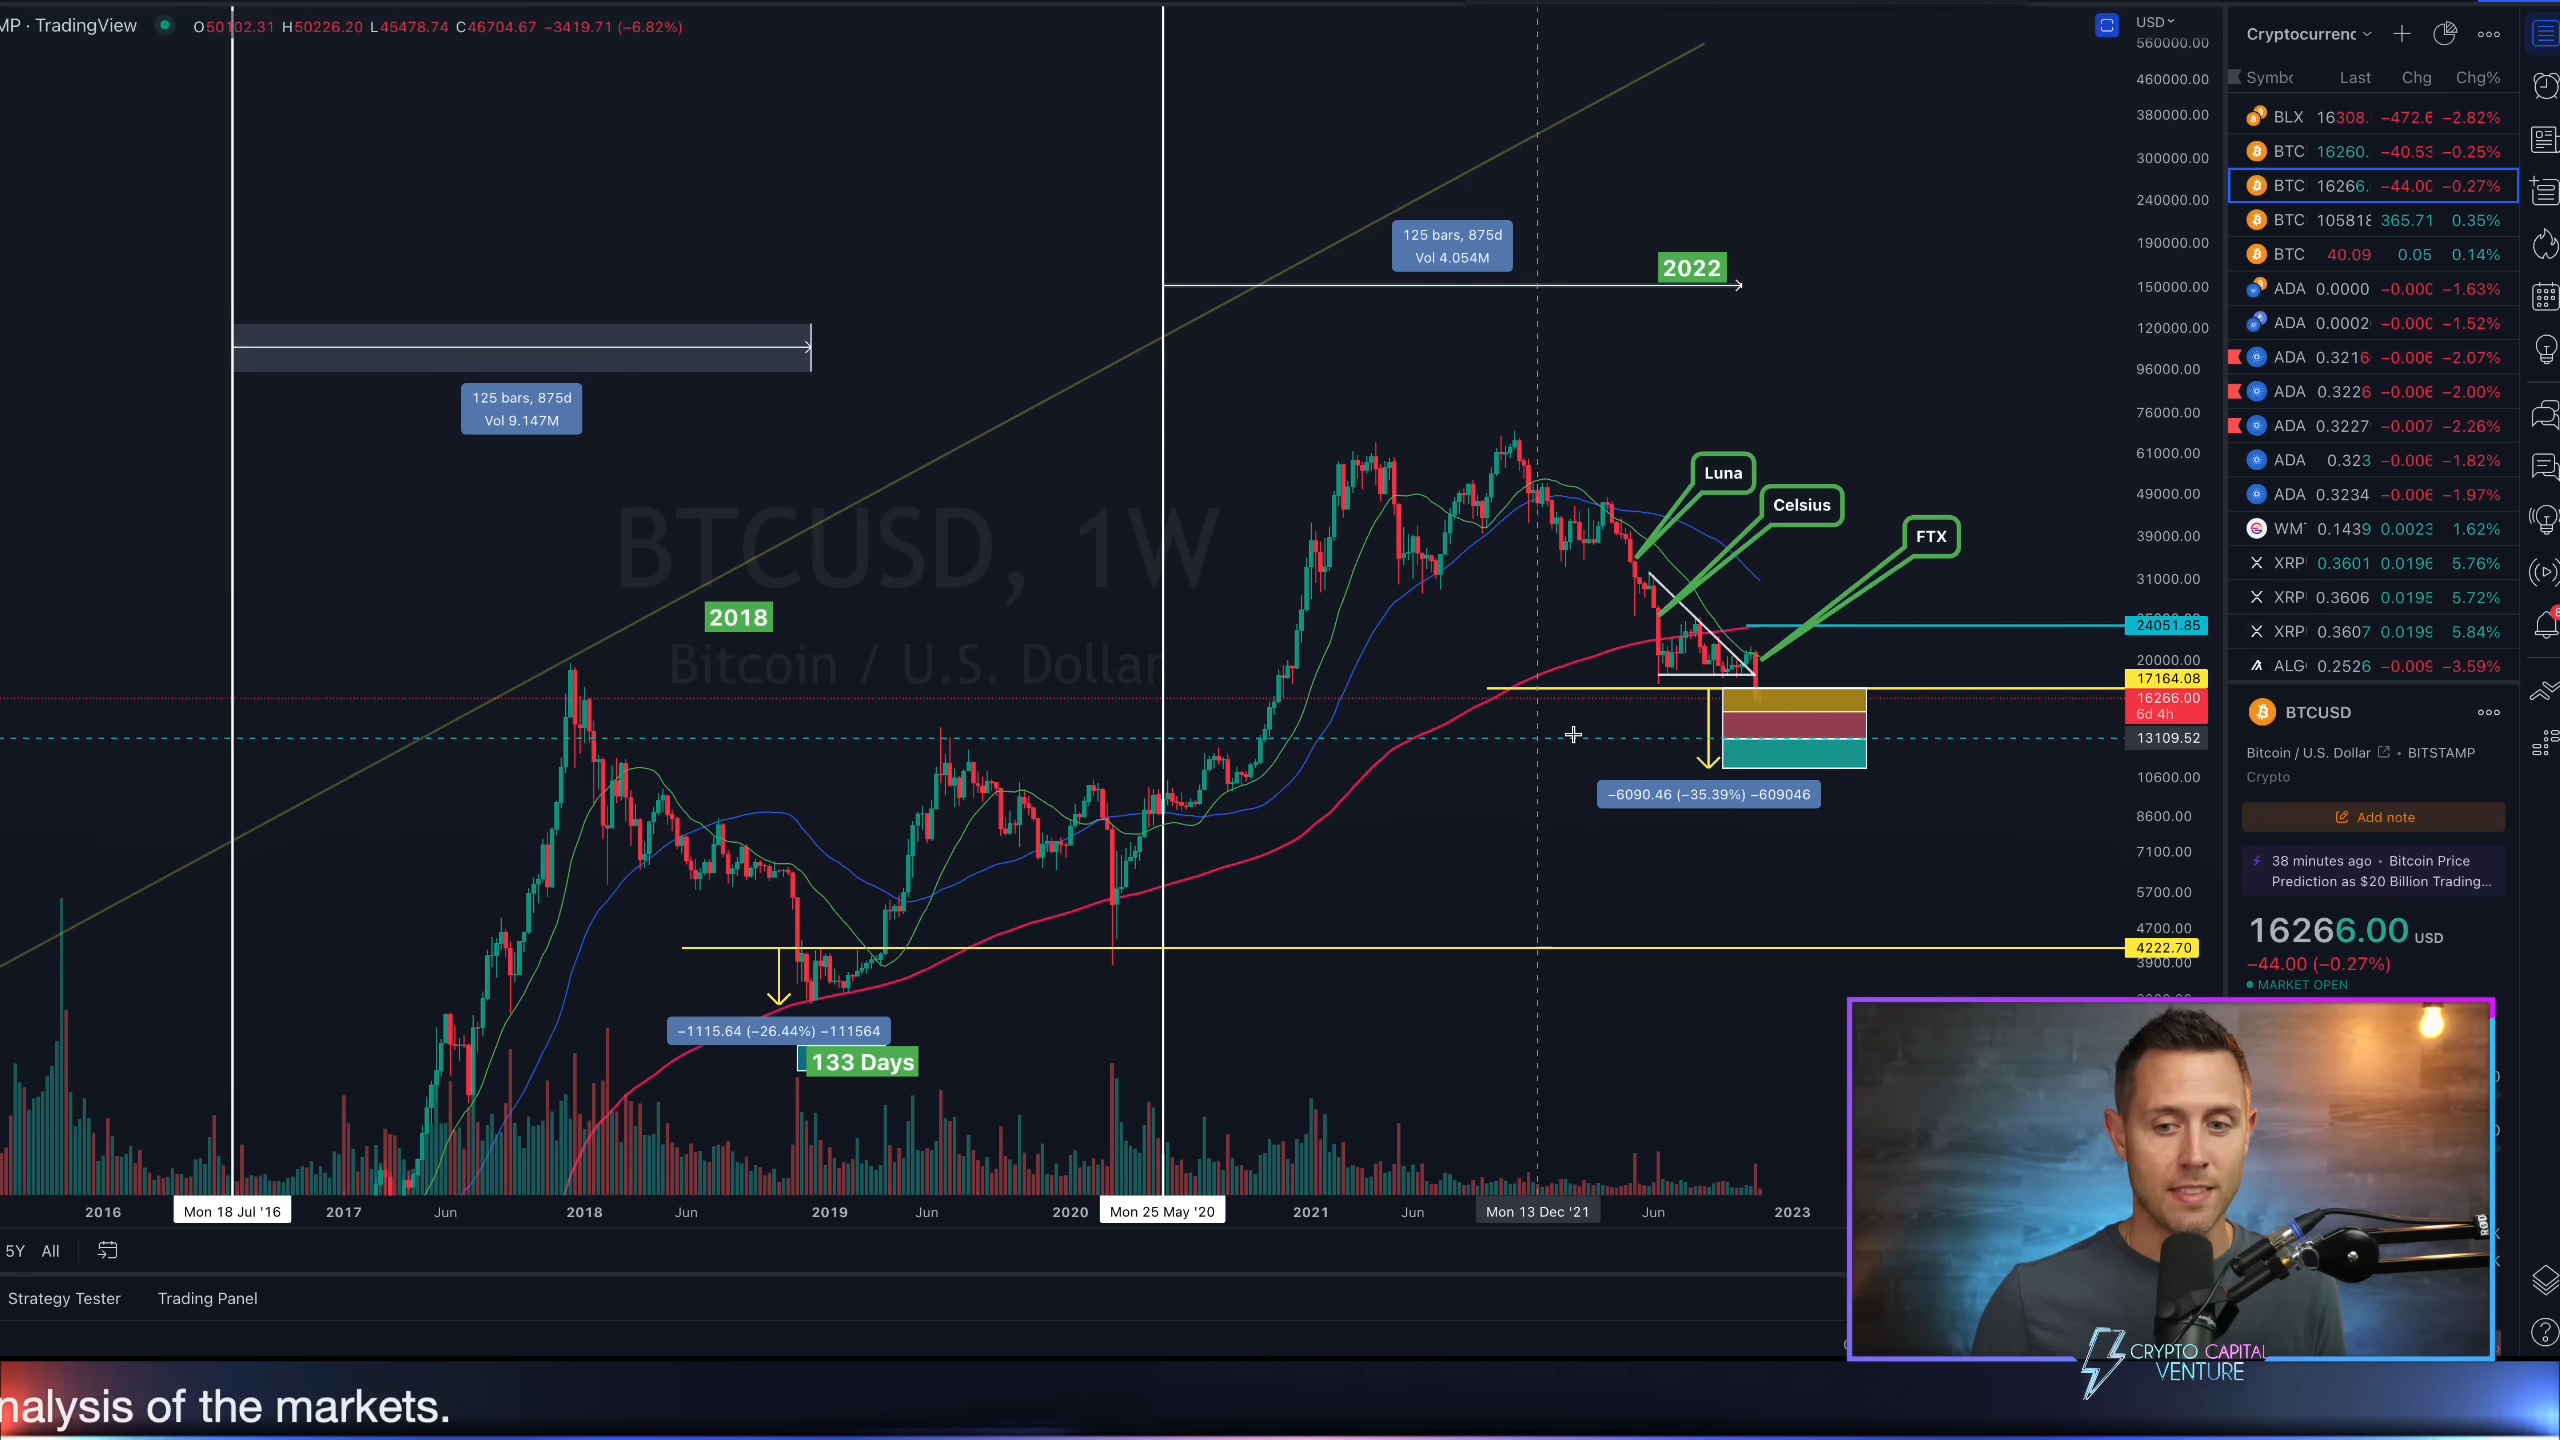 MP · TradingView
O50102.31 H50226.20 L45478.74 C46704.67 −3419.71 (−6.82%)
USD
560000.00
460000.00
380000.00
300000.00
240000.00
190000.00
150000.00
120000.00
96000.00
76000.00
61000.00
49000.00
39000.00
31000.00
24051.85
20000.00
17164.08
16266.00
6d 4h
13109.52
10600.00
8600.00
7100.00
5700.00
4700.00
4222.70
3900.00
125 bars, 875d
Vol 4.054M
2022
125 bars, 875d
Vol 9.147M
Luna
Celsius
FTX
BTCUSD, 1W
Bitcoin / U.S. Dollar
2018
−6090.46 (−35.39%) −609046
−1115.64 (−26.44%) −111564
133 Days
2016
Mon 18 Jul '16
2017
Jun
2018
Jun
2019
Jun
2020
Mon 25 May '20
2021
Jun
Mon 13 Dec '21
Jun
2023
5Y All
Strategy Tester Trading Panel
Cryptocurrenc
Symbc Last Chg Chg%
BLX 16308. −472.6 −2.82%
BTC 16260. −40.53 −0.25%
BTC 16266. −44.00 −0.27%
BTC 105818 365.71 0.35%
BTC 40.09 0.05 0.14%
ADA 0.0000 −0.000 −1.63%
ADA 0.0002 −0.000 −1.52%
ADA 0.3216 −0.006 −2.07%
ADA 0.3226 −0.006 −2.00%
ADA 0.3227 −0.007 −2.26%
ADA 0.323 −0.006 −1.82%
ADA 0.3234 −0.006 −1.97%
WM 0.1439 0.0023 1.62%
XRP 0.3601 0.0196 5.76%
XRP 0.3606 0.0195 5.72%
XRP 0.3607 0.0199 5.84%
ALG 0.2526 −0.009 −3.59%
BTCUSD
Bitcoin / U.S. Dollar • BITSTAMP
Crypto
Add note
38 minutes ago • Bitcoin Price
Prediction as $20 Billion Trading...
16266.00 USD
−44.00 (−0.27%)
MARKET OPEN
RØD
CRYPTO CAPITAL
VENTURE
nalysis of the markets.